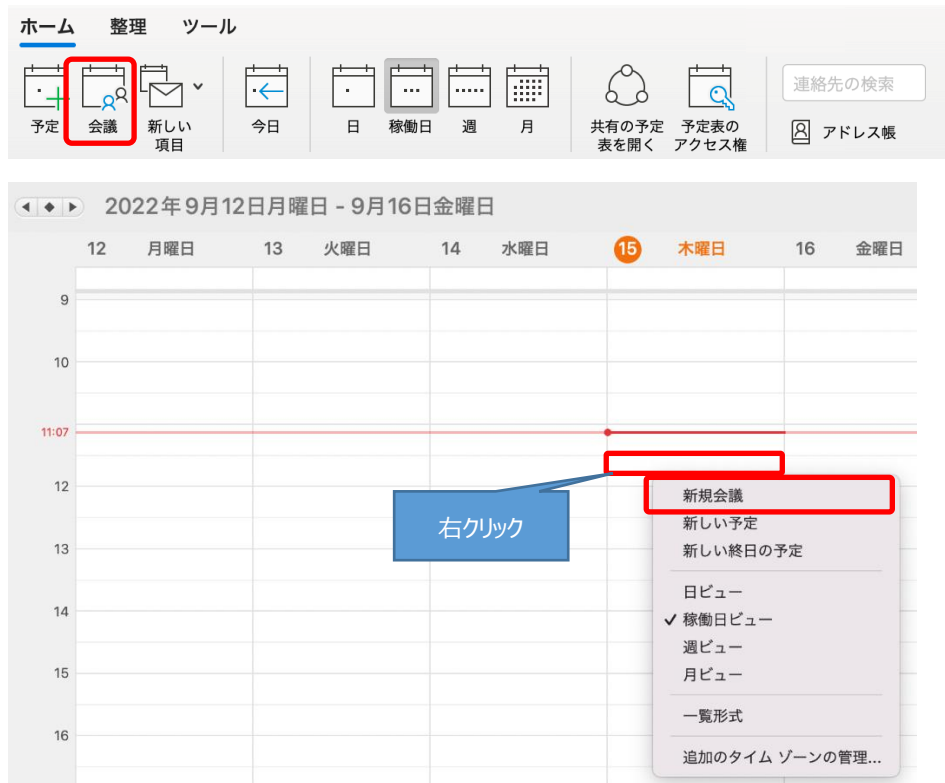 ホーム 整理 ツール
予定 会議 新しい項目 今日 日 稼働日 週 月 共有の予定表を開く 予定表のアクセス権
連絡先の検索
アドレス帳
2022年9月12日月曜日 - 9月16日金曜日
12 月曜日 13 火曜日 14 水曜日 15 木曜日 16 金曜日
9
10
11:07
12
13
14
15
16
右クリック
新規会議
新しい予定
新しい終日の予定
日ビュー
✓ 稼働日ビュー
週ビュー
月ビュー
一覧形式
追加のタイム ゾーンの管理...